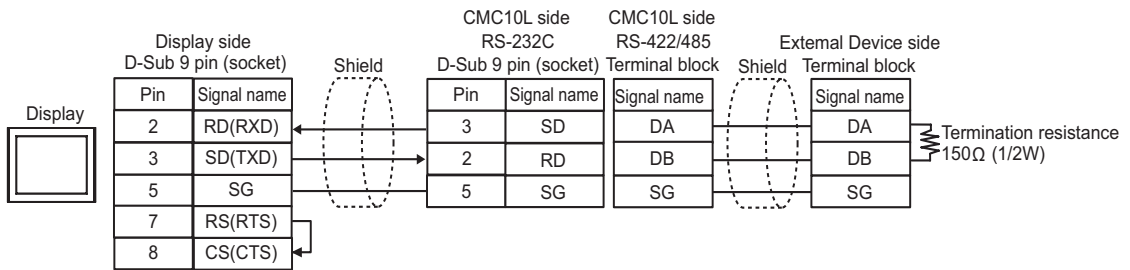 CMC10L side CMC10L side
Display side RS-232C RS-422/485 External Device side
D-Sub 9 pin (socket) Shield D-Sub 9 pin (socket) Terminal block Shield Terminal block
Display Pin Signal name Pin Signal name Signal name Signal name
2 RD(RXD) 3 SD DA DA Termination resistance
3 SD(TXD) 2 RD DB DB 150Ω (1/2W)
5 SG 5 SG SG SG
7 RS(RTS)
8 CS(CTS)